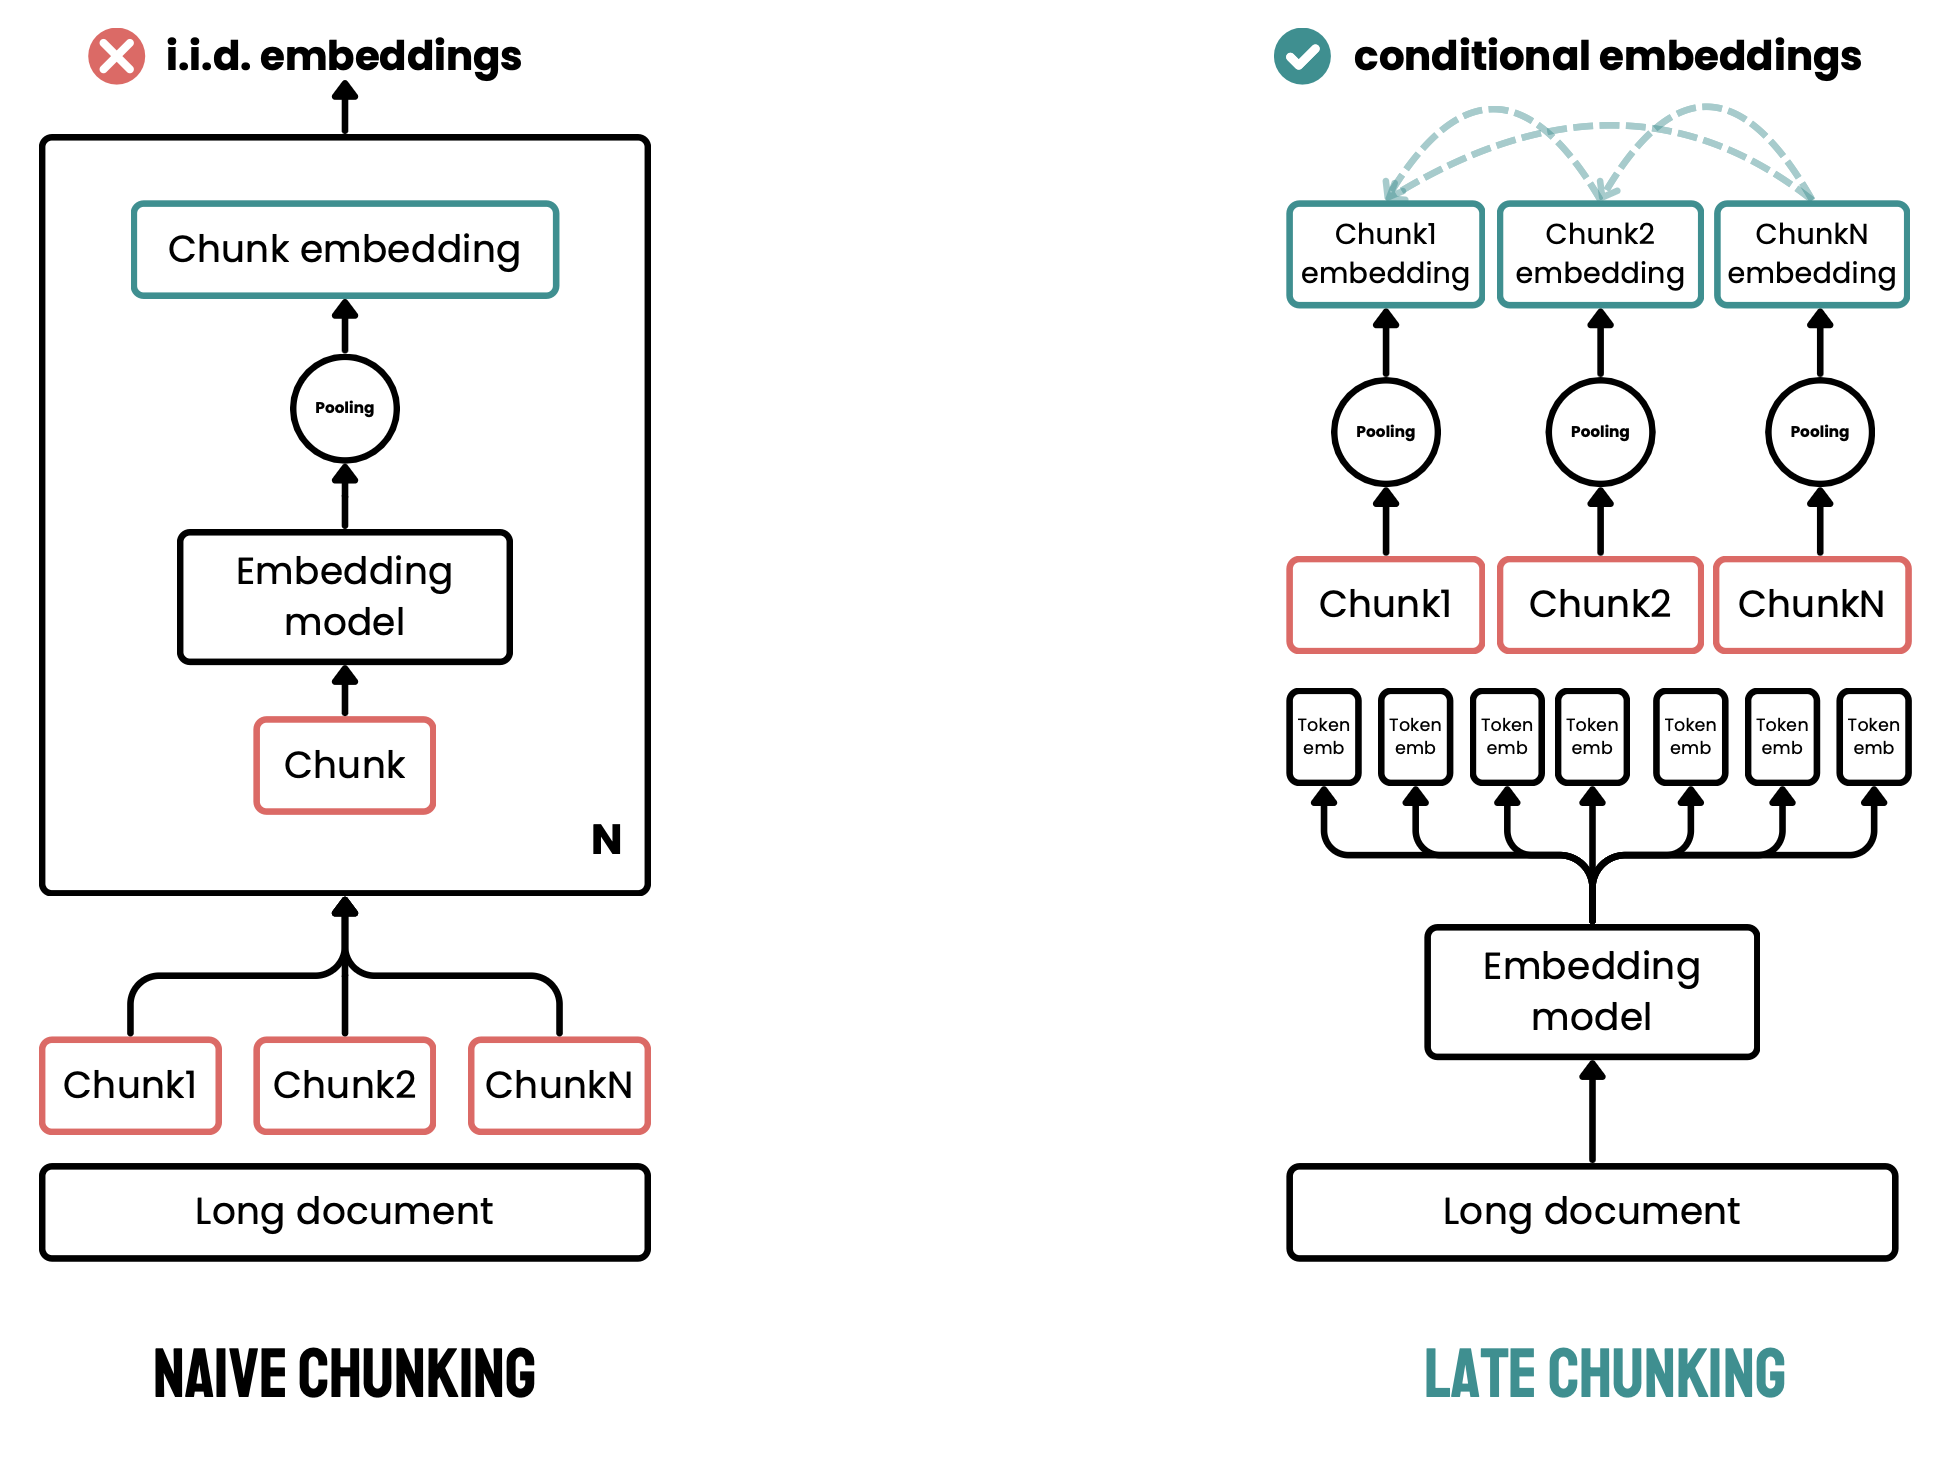 i.i.d. embeddings
Chunk embedding
Pooling
Embedding
model
Chunk
N
Chunk1
Chunk2
ChunkN
Long document
NAIVE CHUNKING
conditional embeddings
Chunk1
embedding
Chunk2
embedding
ChunkN
embedding
Pooling
Pooling
Pooling
Chunk1
Chunk2
ChunkN
Token
emb
Token
emb
Token
emb
Token
emb
Token
emb
Token
emb
Token
emb
Embedding
model
Long document
LATE CHUNKING